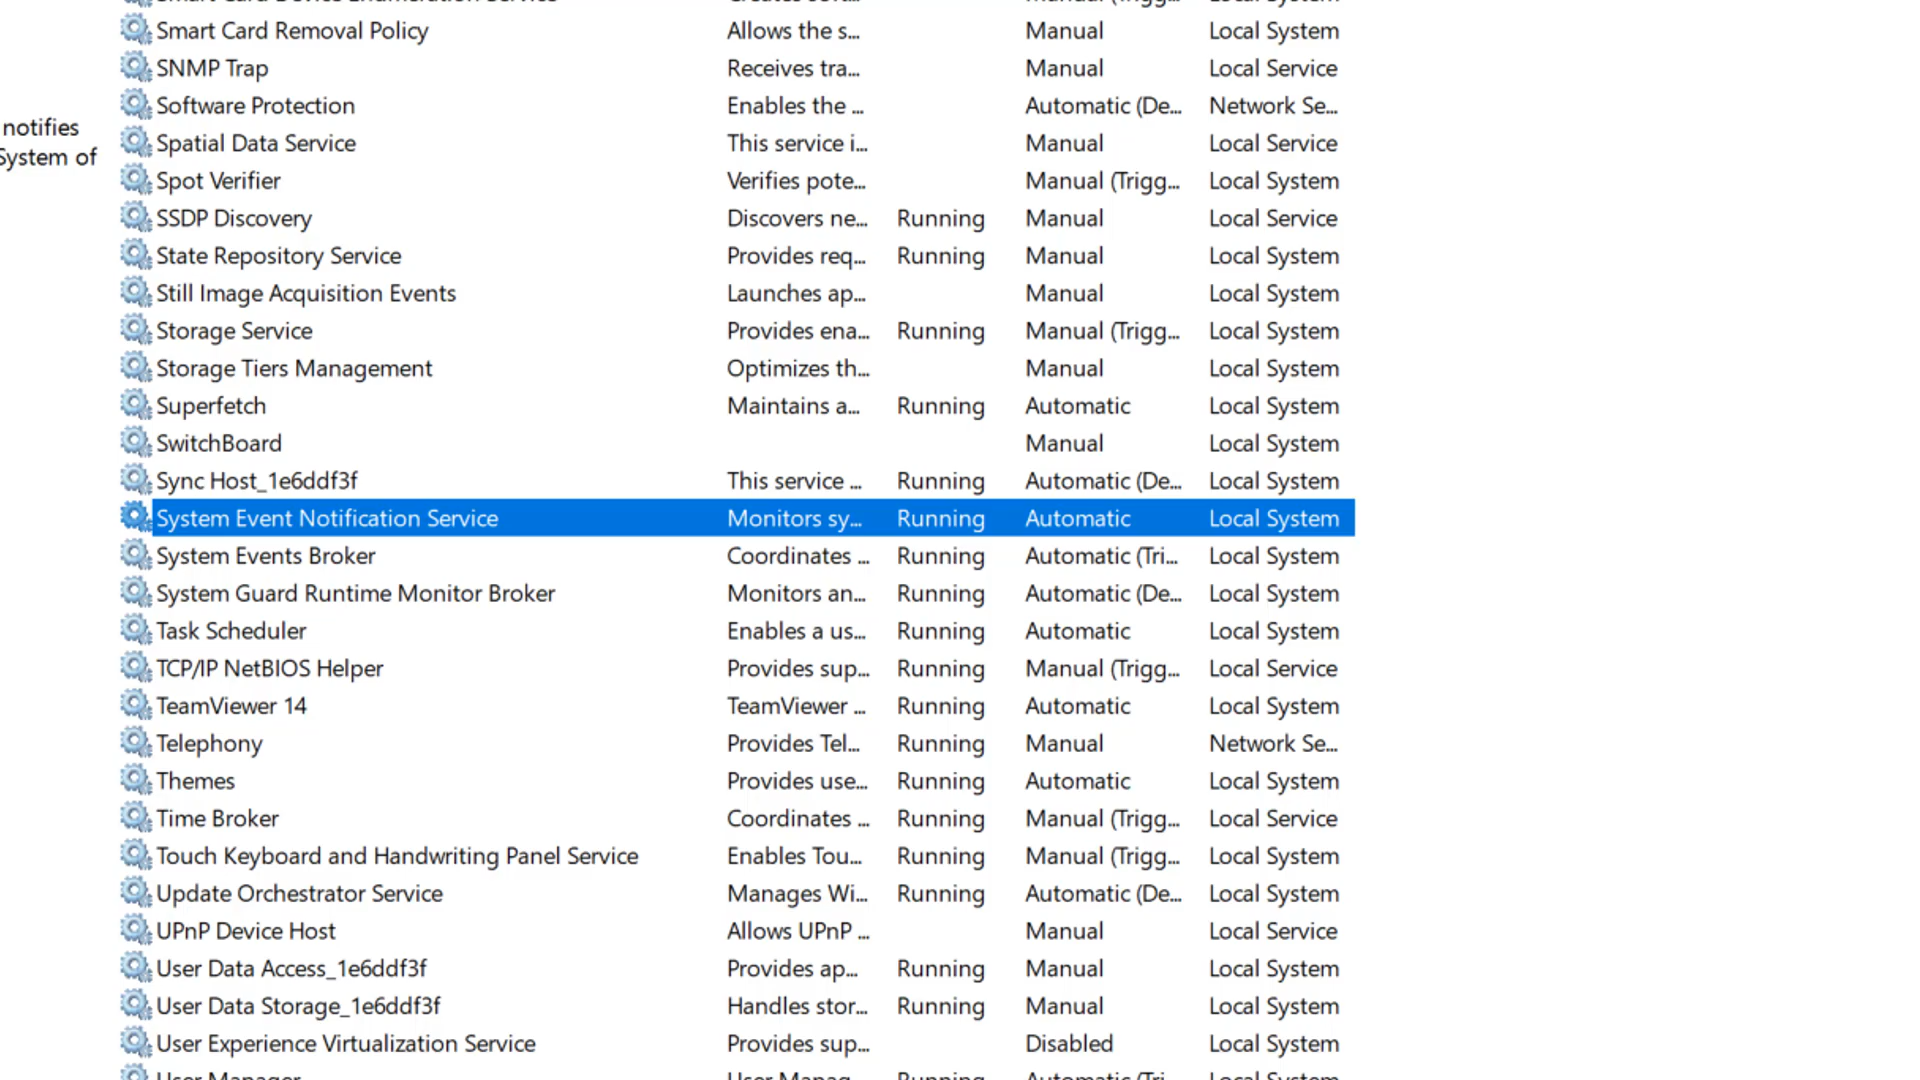 notifies
System of
Smart Card Removal Policy Allows the s... Manual Local System
SNMP Trap Receives tra... Manual Local Service
Software Protection Enables the ... Automatic (De... Network Se...
Spatial Data Service This service i... Manual Local Service
Spot Verifier Verifies pote... Manual (Trigg... Local System
SSDP Discovery Discovers ne... Running Manual Local Service
State Repository Service Provides req... Running Manual Local System
Still Image Acquisition Events Launches ap... Manual Local System
Storage Service Provides ena... Running Manual (Trigg... Local System
Storage Tiers Management Optimizes th... Manual Local System
Superfetch Maintains a... Running Automatic Local System
SwitchBoard Manual Local System
Sync Host_1e6ddf3f This service ... Running Automatic (De... Local System
System Event Notification Service Monitors sy... Running Automatic Local System
System Events Broker Coordinates ... Running Automatic (Tri... Local System
System Guard Runtime Monitor Broker Monitors an... Running Automatic (De... Local System
Task Scheduler Enables a us... Running Automatic Local System
TCP/IP NetBIOS Helper Provides sup... Running Manual (Trigg... Local Service
TeamViewer 14 TeamViewer ... Running Automatic Local System
Telephony Provides Tel... Running Manual Network Se...
Themes Provides use... Running Automatic Local System
Time Broker Coordinates ... Running Manual (Trigg... Local Service
Touch Keyboard and Handwriting Panel Service Enables Tou... Running Manual (Trigg... Local System
Update Orchestrator Service Manages Wi... Running Automatic (De... Local System
UPnP Device Host Allows UPnP ... Manual Local Service
User Data Access_1e6ddf3f Provides ap... Running Manual Local System
User Data Storage_1e6ddf3f Handles stor... Running Manual Local System
User Experience Virtualization Service Provides sup... Disabled Local System
User Manager User Manag... Running Automatic (Tri... Local System